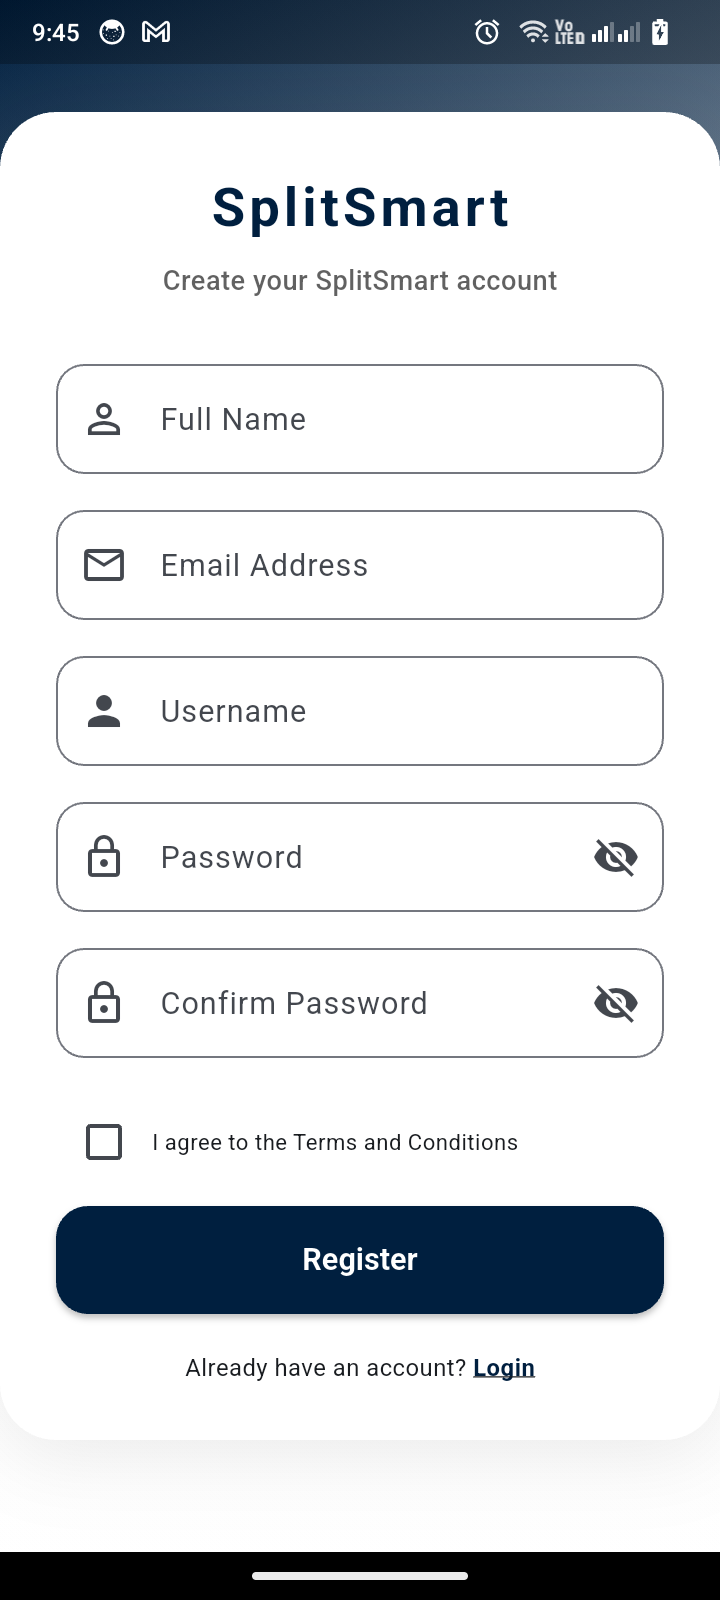 9:45
Vo
LTE D
SplitSmart
Create your SplitSmart account
Full Name
Email Address
Username
Password
Confirm Password
I agree to the Terms and Conditions
Register
Already have an account? Login